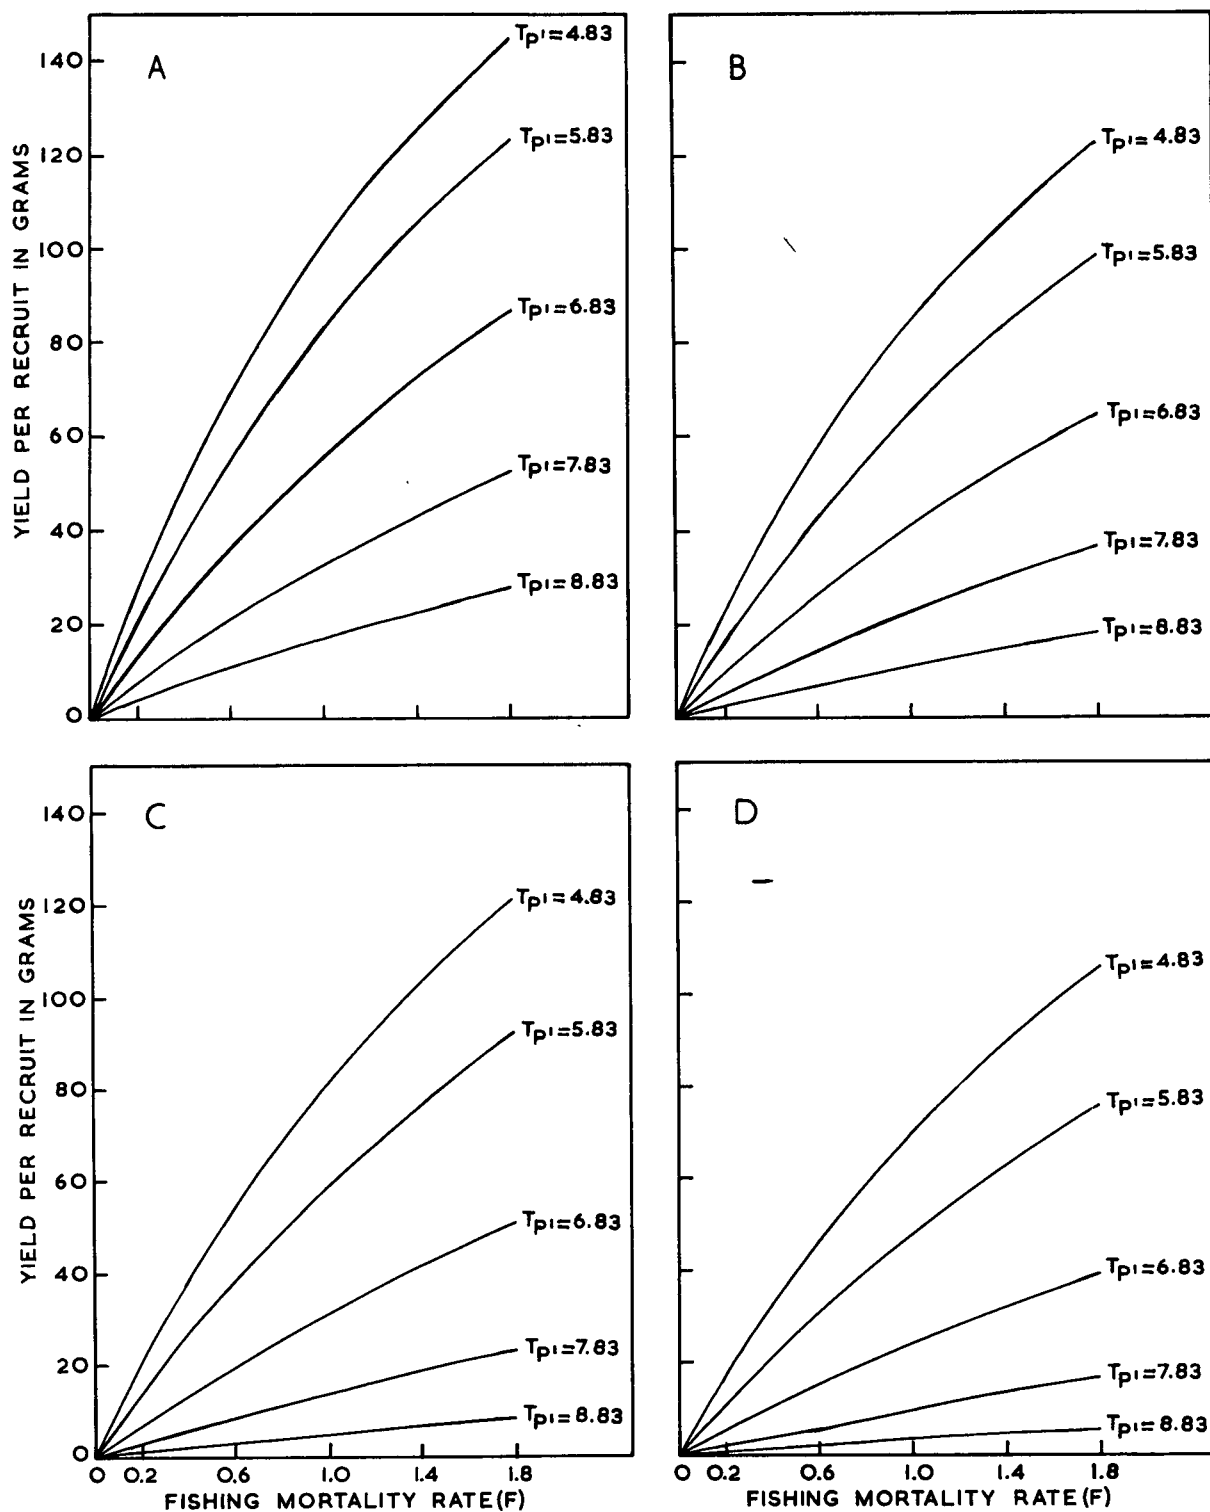 A
140
120
100
80
60
40
20
0
YIELD PER RECRUIT IN GRAMS
Tp'=4.83
Tp'=5.83
Tp'=6.83
Tp'=7.83
Tp'=8.83
B
Tp'=4.83
Tp'=5.83
Tp'=6.83
Tp'=7.83
Tp'=8.83
C
140
120
100
80
60
40
20
0
YIELD PER RECRUIT IN GRAMS
Tp'=4.83
Tp'=5.83
Tp'=6.83
Tp'=7.83
Tp'=8.83
0 0.2 0.6 1.0 1.4 1.8
FISHING MORTALITY RATE(F)
D
Tp'=4.83
Tp'=5.83
Tp'=6.83
Tp'=7.83
Tp'=8.83
0 0.2 0.6 1.0 1.4 1.8
FISHING MORTALITY RATE(F)